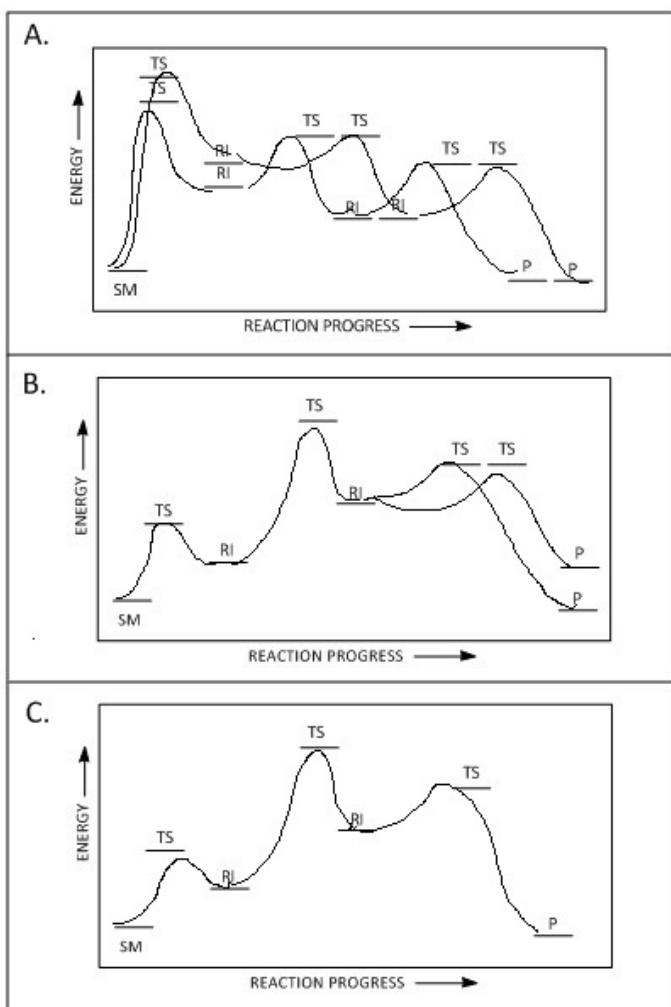 A.
TS
TS
TS TS
TS TS
RI
RI
RI RI
P P
SM
ENERGY
REACTION PROGRESS
B.
TS
TS TS
TS
RI
RI
P
P
SM
ENERGY
REACTION PROGRESS
C.
TS
TS
TS
RI
RI
P
SM
ENERGY
REACTION PROGRESS